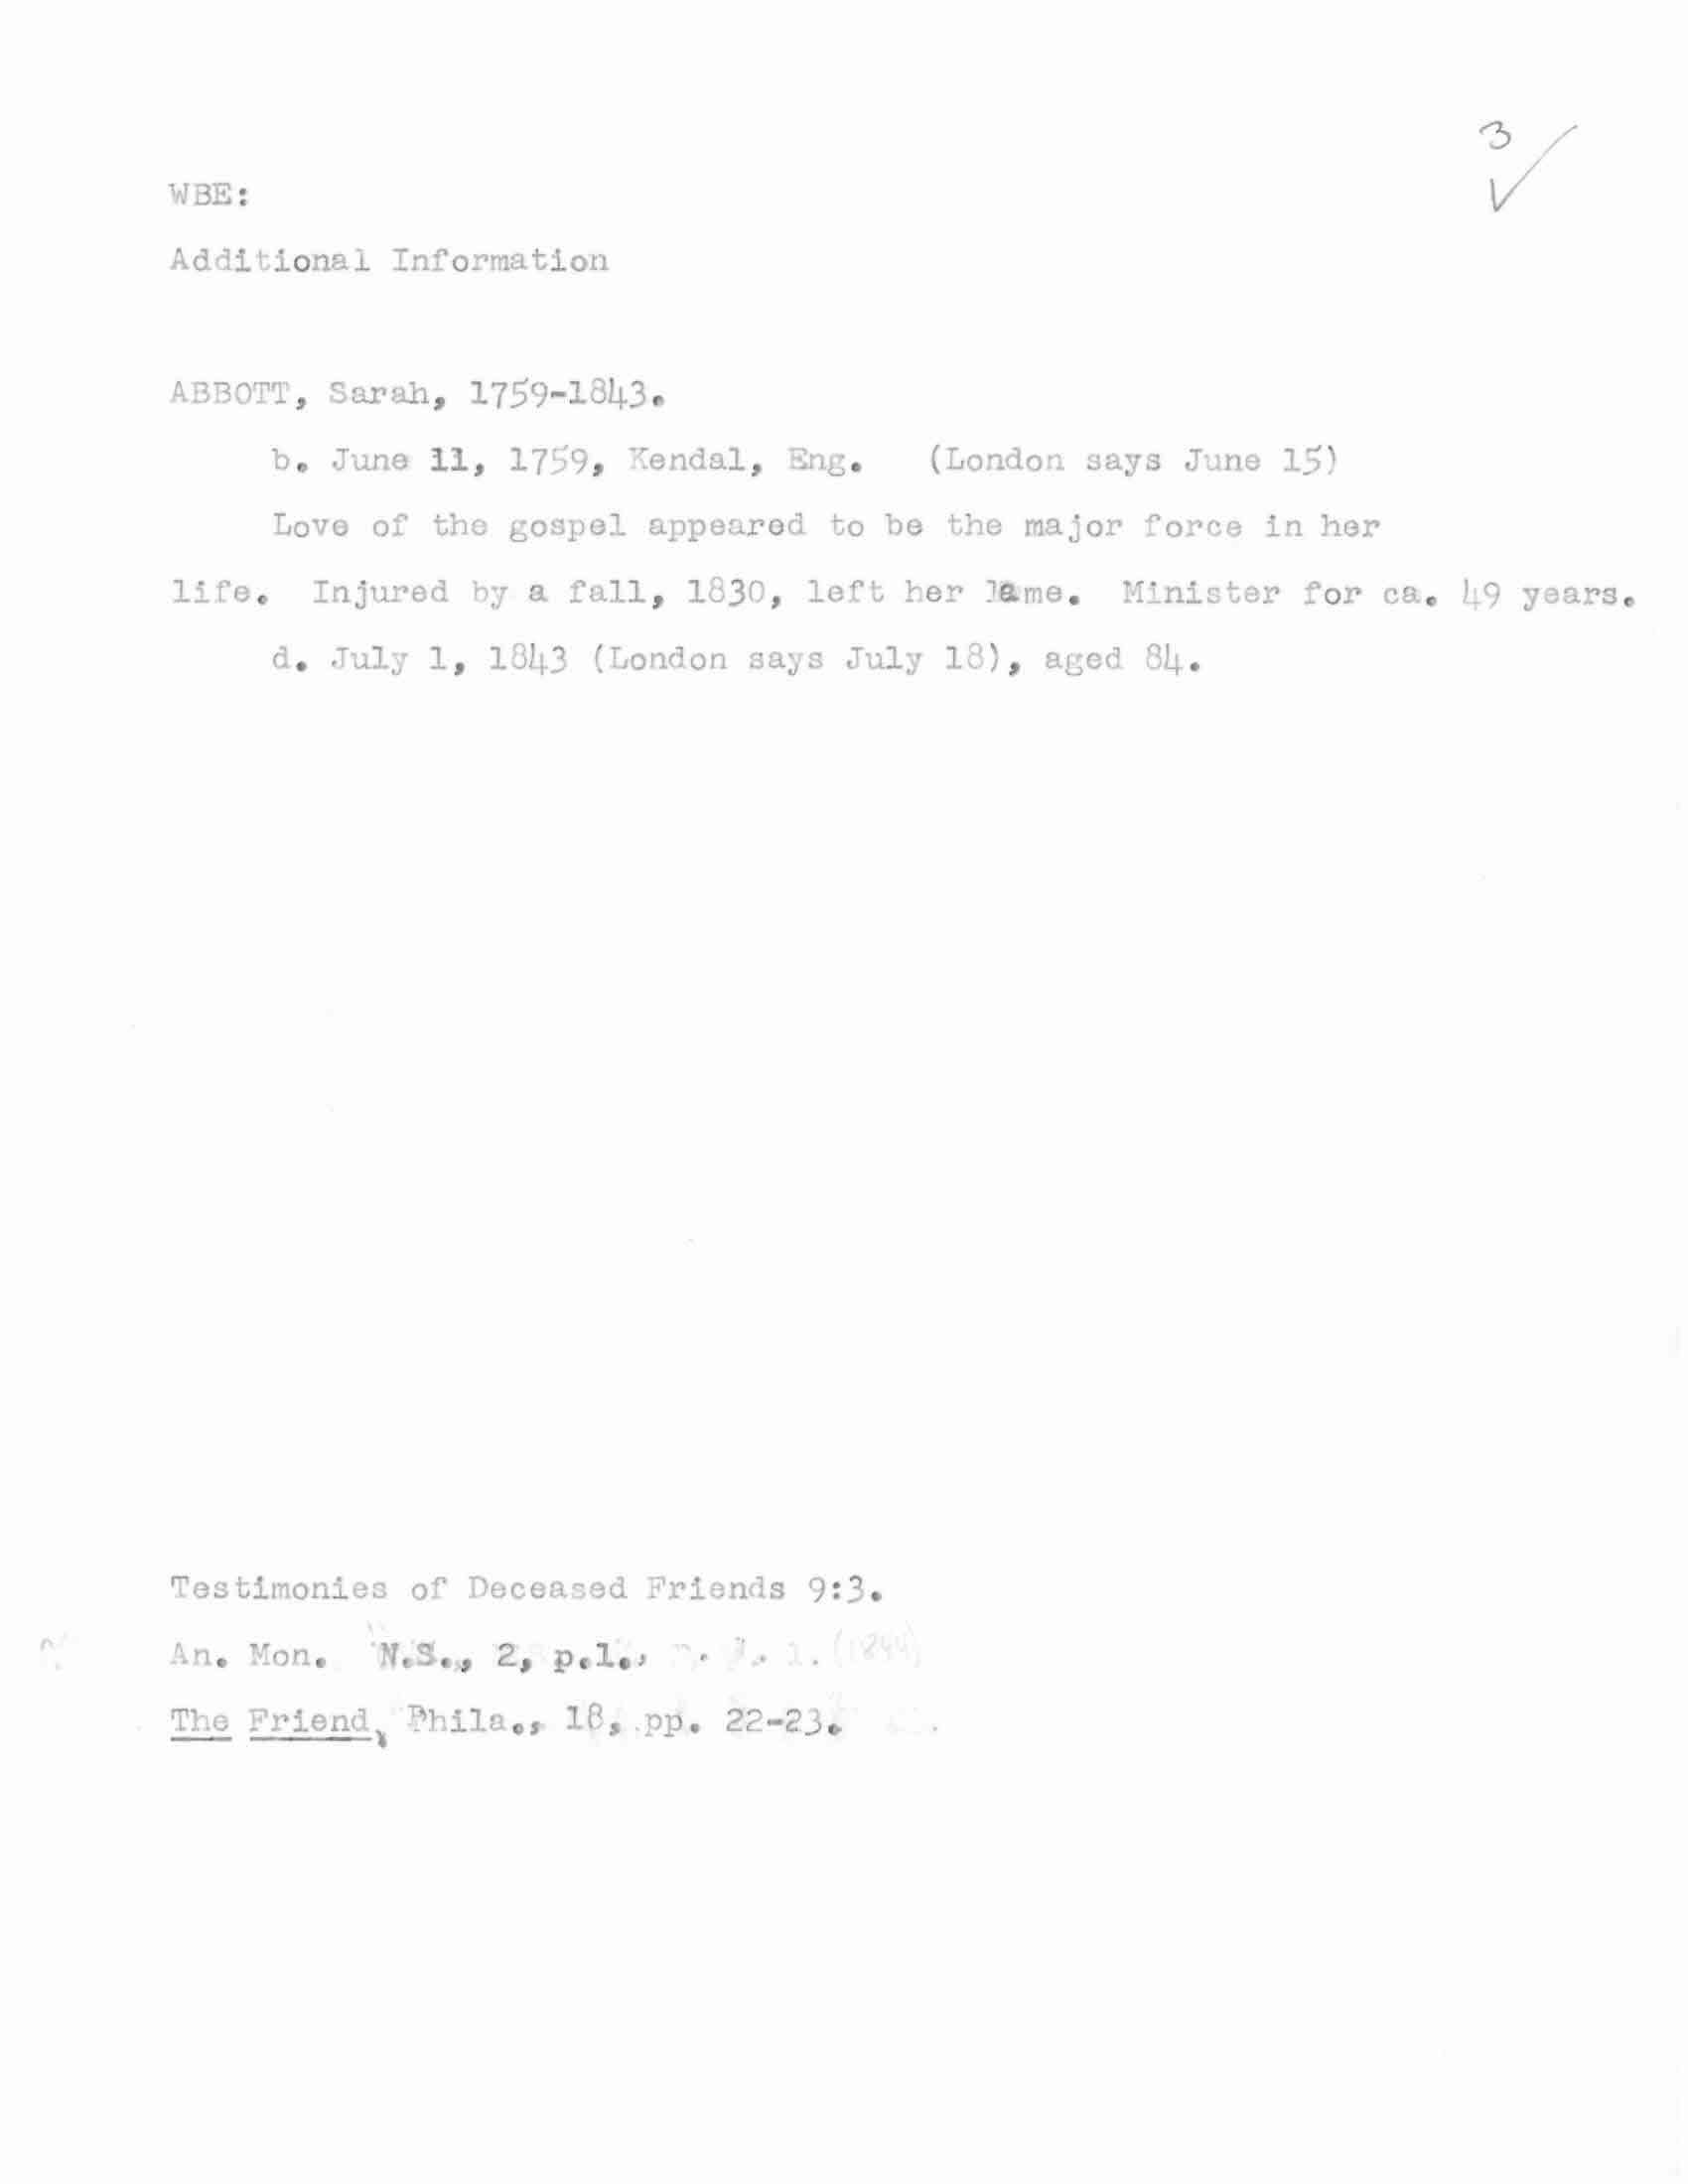 3
WBE:
Additional Information
ABBOTT, Sarah, 1759-1843.
b. June 11, 1759, Kendal, Eng. (London says June 15)
Love of the gospel appeared to be the major force in her
life. Injured by a fall, 1830, left her lame. Minister for ca. 49 years.
d. July 1, 1843 (London says July 18), aged 84.
Testimonies of Deceased Friends 9:3.
An. Mon. N.S., 2, p.1., (1844)
The Friend, Phila., 18, pp. 22-23.